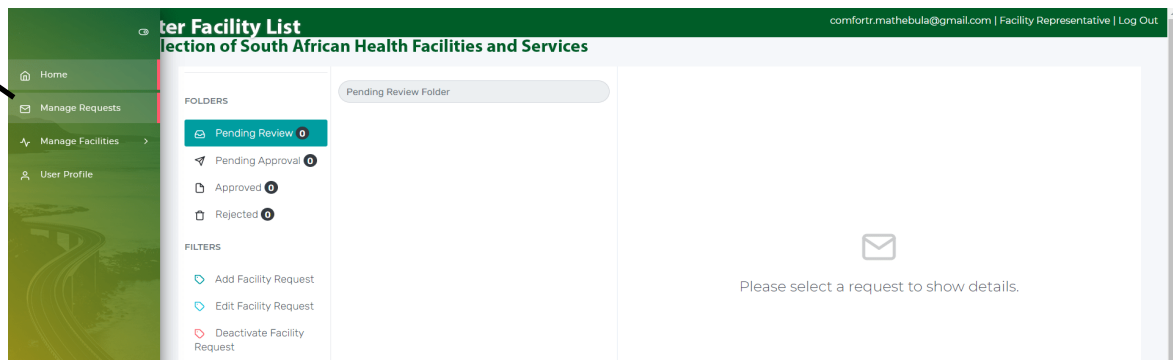 ter Facility List
comfortr.mathebula@gmail.com | Facility Representative | Log Out
lection of South African Health Facilities and Services
Home
Manage Requests
Manage Facilities
User Profile
FOLDERS
Pending Review 0
Pending Approval 0
Approved 0
Rejected 0
FILTERS
Add Facility Request
Edit Facility Request
Deactivate Facility
Request
Pending Review Folder
Please select a request to show details.